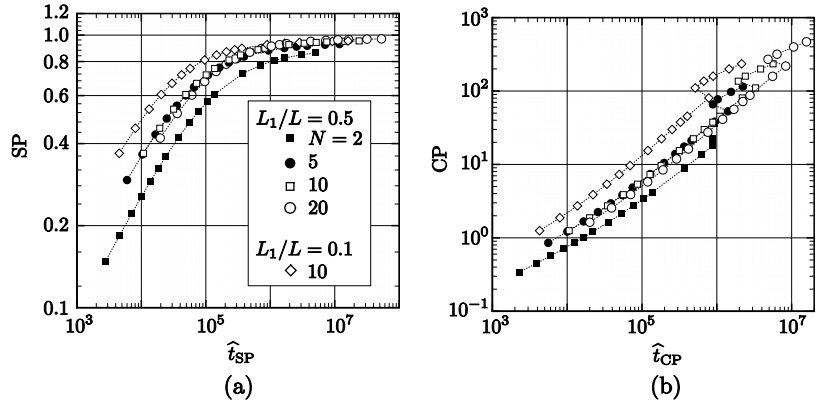 1.2
1.0
0.8
0.6
0.4
0.2
0.1
SP
10³
10⁵
10⁷
t̂_SP
(a)
L₁/L = 0.5
N = 2
5
10
20
L₁/L = 0.1
10
10³
10²
10¹
10⁰
10⁻¹
CP
10³
10⁵
10⁷
t̂_CP
(b)